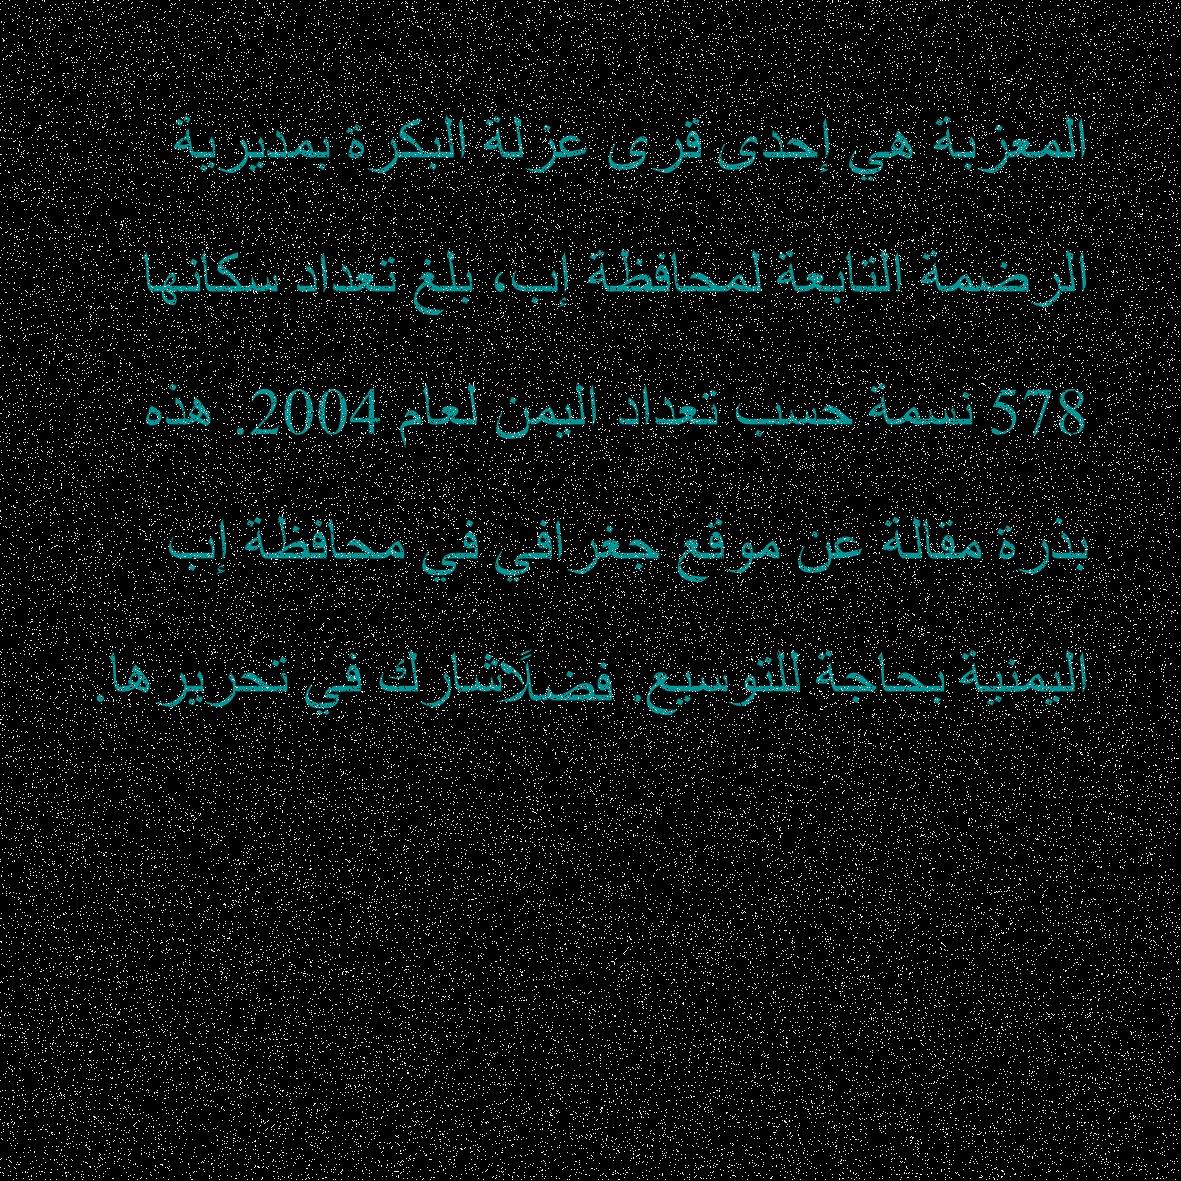 المعزبة هي إحدى قرى عزلة البكرة بمديرية
الرضمة التابعة لمحافظة إب، بلغ تعداد سكانها
578 نسمة حسب تعداد اليمن لعام 2004. هذه
بذرة مقالة عن موقع جغرافي في محافظة إب
اليمنية بحاجة للتوسيع. فضلًاشارك في تحريرها.